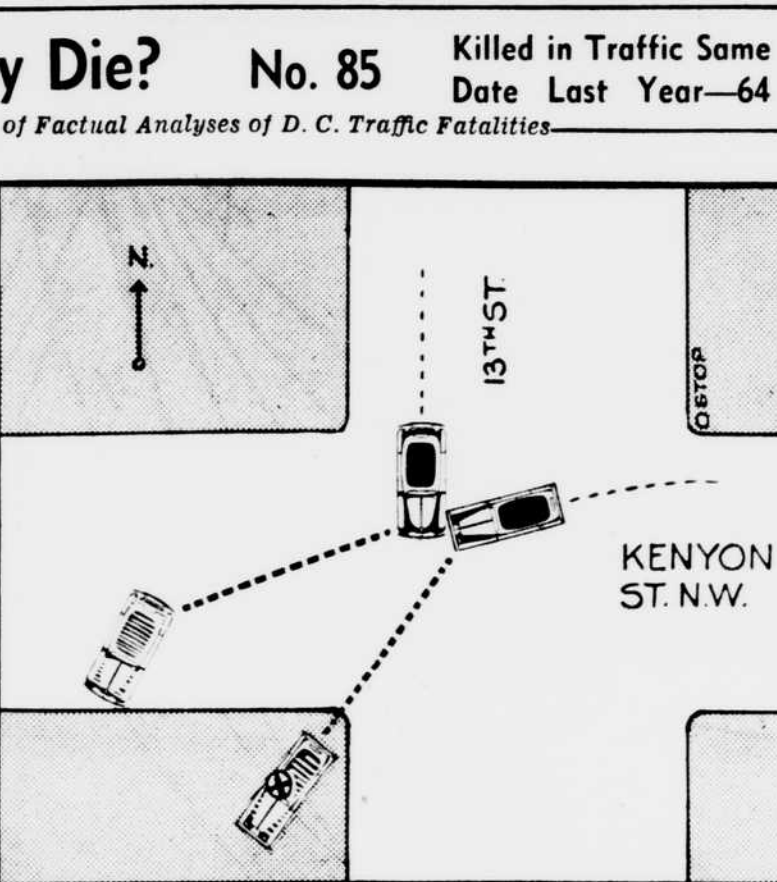 y Die? No. 85
Killed in Traffic Same
Date Last Year—64
of Factual Analyses of D. C. Traffic Fatalities
N.
13TH ST.
STOP
KENYON
ST. N.W.